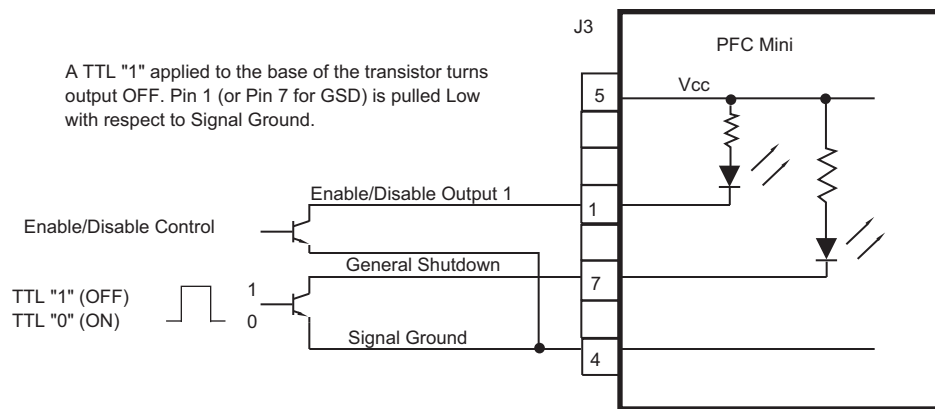 J3
PFC Mini
A TTL "1" applied to the base of the transistor turns
output OFF. Pin 1 (or Pin 7 for GSD) is pulled Low
with respect to Signal Ground.
5
Vcc
Enable/Disable Output 1
1
Enable/Disable Control
General Shutdown
7
TTL "1" (OFF)
TTL "0" (ON)
1
0
Signal Ground
4